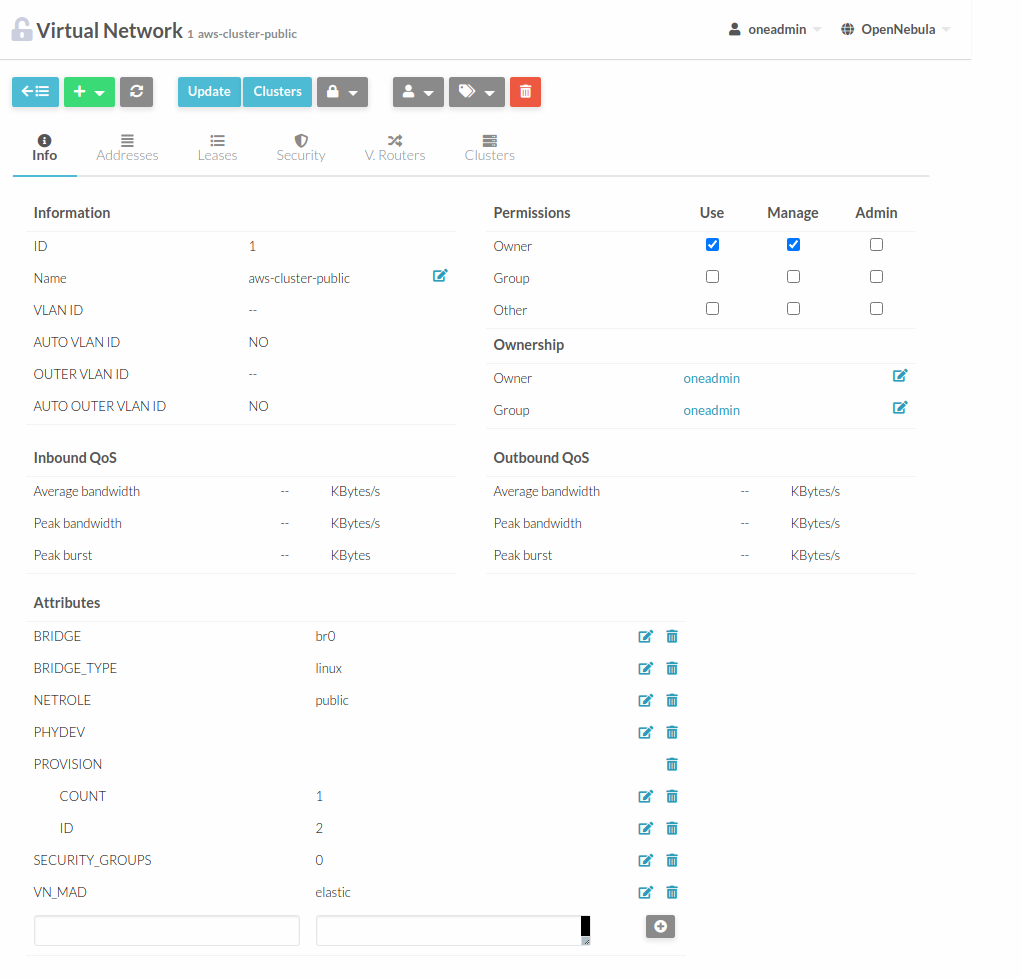 Virtual Network 1 aws-cluster-public
oneadmin OpenNebula
Update Clusters
Info Addresses Leases Security V. Routers Clusters
Information
ID 1
Name aws-cluster-public
VLAN ID --
AUTO VLAN ID NO
OUTER VLAN ID --
AUTO OUTER VLAN ID NO
Permissions Use Manage Admin
Owner
Group
Other
Ownership
Owner oneadmin
Group oneadmin
Inbound QoS
Average bandwidth -- KBytes/s
Peak bandwidth -- KBytes/s
Peak burst -- KBytes
Outbound QoS
Average bandwidth -- KBytes/s
Peak bandwidth -- KBytes/s
Peak burst -- KBytes/s
Attributes
BRIDGE br0
BRIDGE_TYPE linux
NETROLE public
PHYDEV
PROVISION
COUNT 1
ID 2
SECURITY_GROUPS 0
VN_MAD elastic